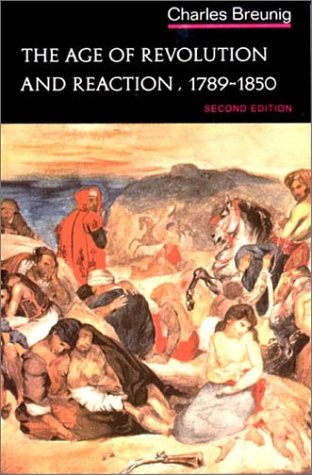 Charles Breunig
THE AGE OF REVOLUTION
AND REACTION, 1789-1850
SECOND EDITION